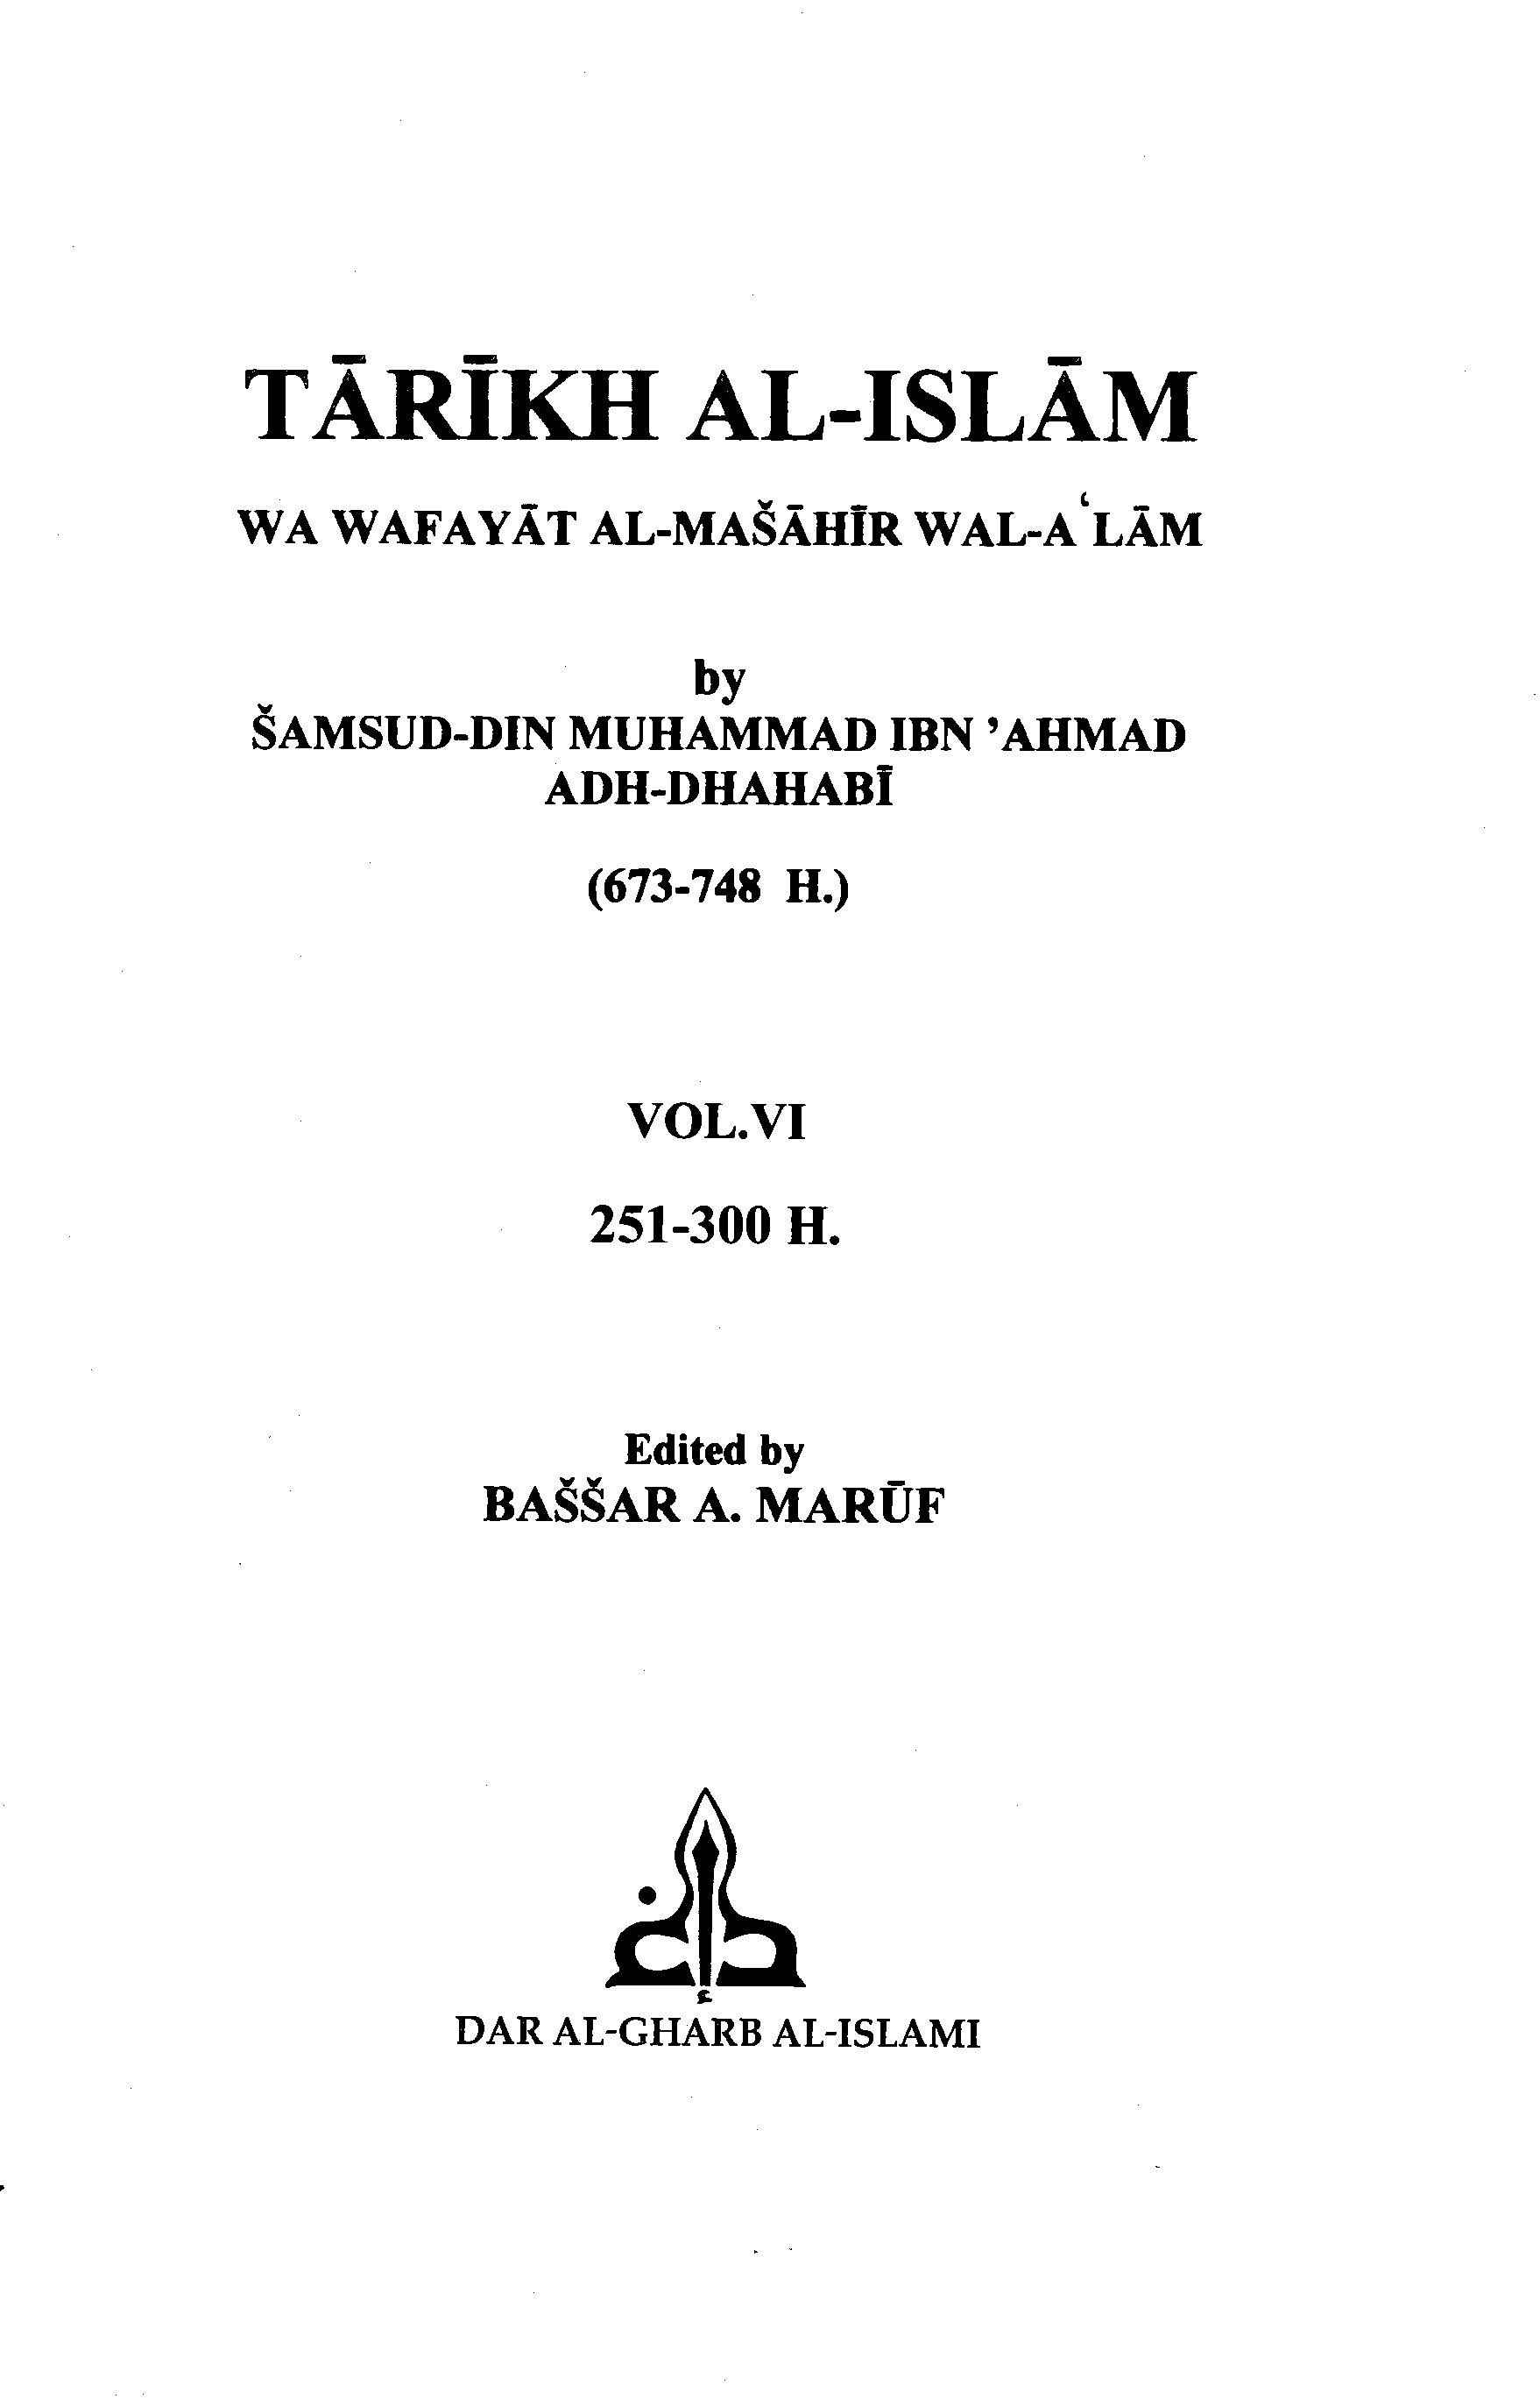 TĀRĪKH AL-ISLĀM
WA WAFAYĀT AL-MAŠĀHĪR WAL-A‘LĀM
by
ŠAMSUD-DIN MUHAMMAD IBN ’AHMAD
ADH-DHAHABĪ
(673-748 H.)
VOL.VI
251-300 H.
Edited by
BAŠŠAR A. MARŪF
DAR AL-GHARB AL-ISLAMI